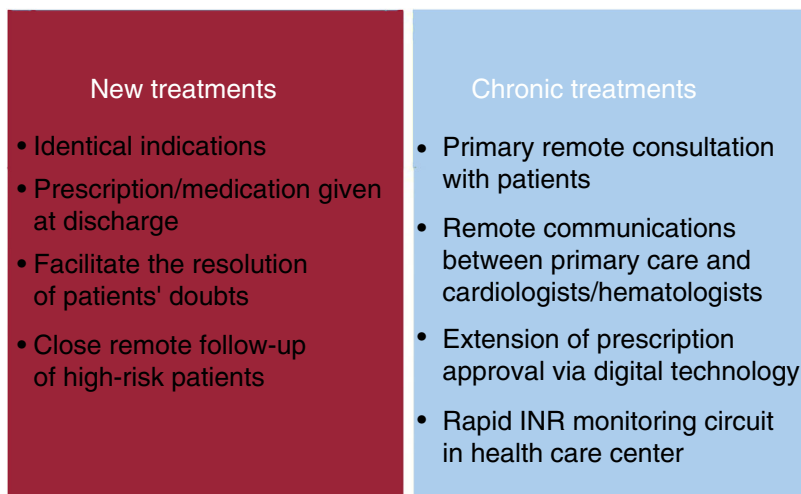 New treatments
• Identical indications
• Prescription/medication given
at discharge
• Facilitate the resolution
of patients' doubts
• Close remote follow-up
of high-risk patients
Chronic treatments
• Primary remote consultation
with patients
• Remote communications
between primary care and
cardiologists/hematologists
• Extension of prescription
approval via digital technology
• Rapid INR monitoring circuit
in health care center